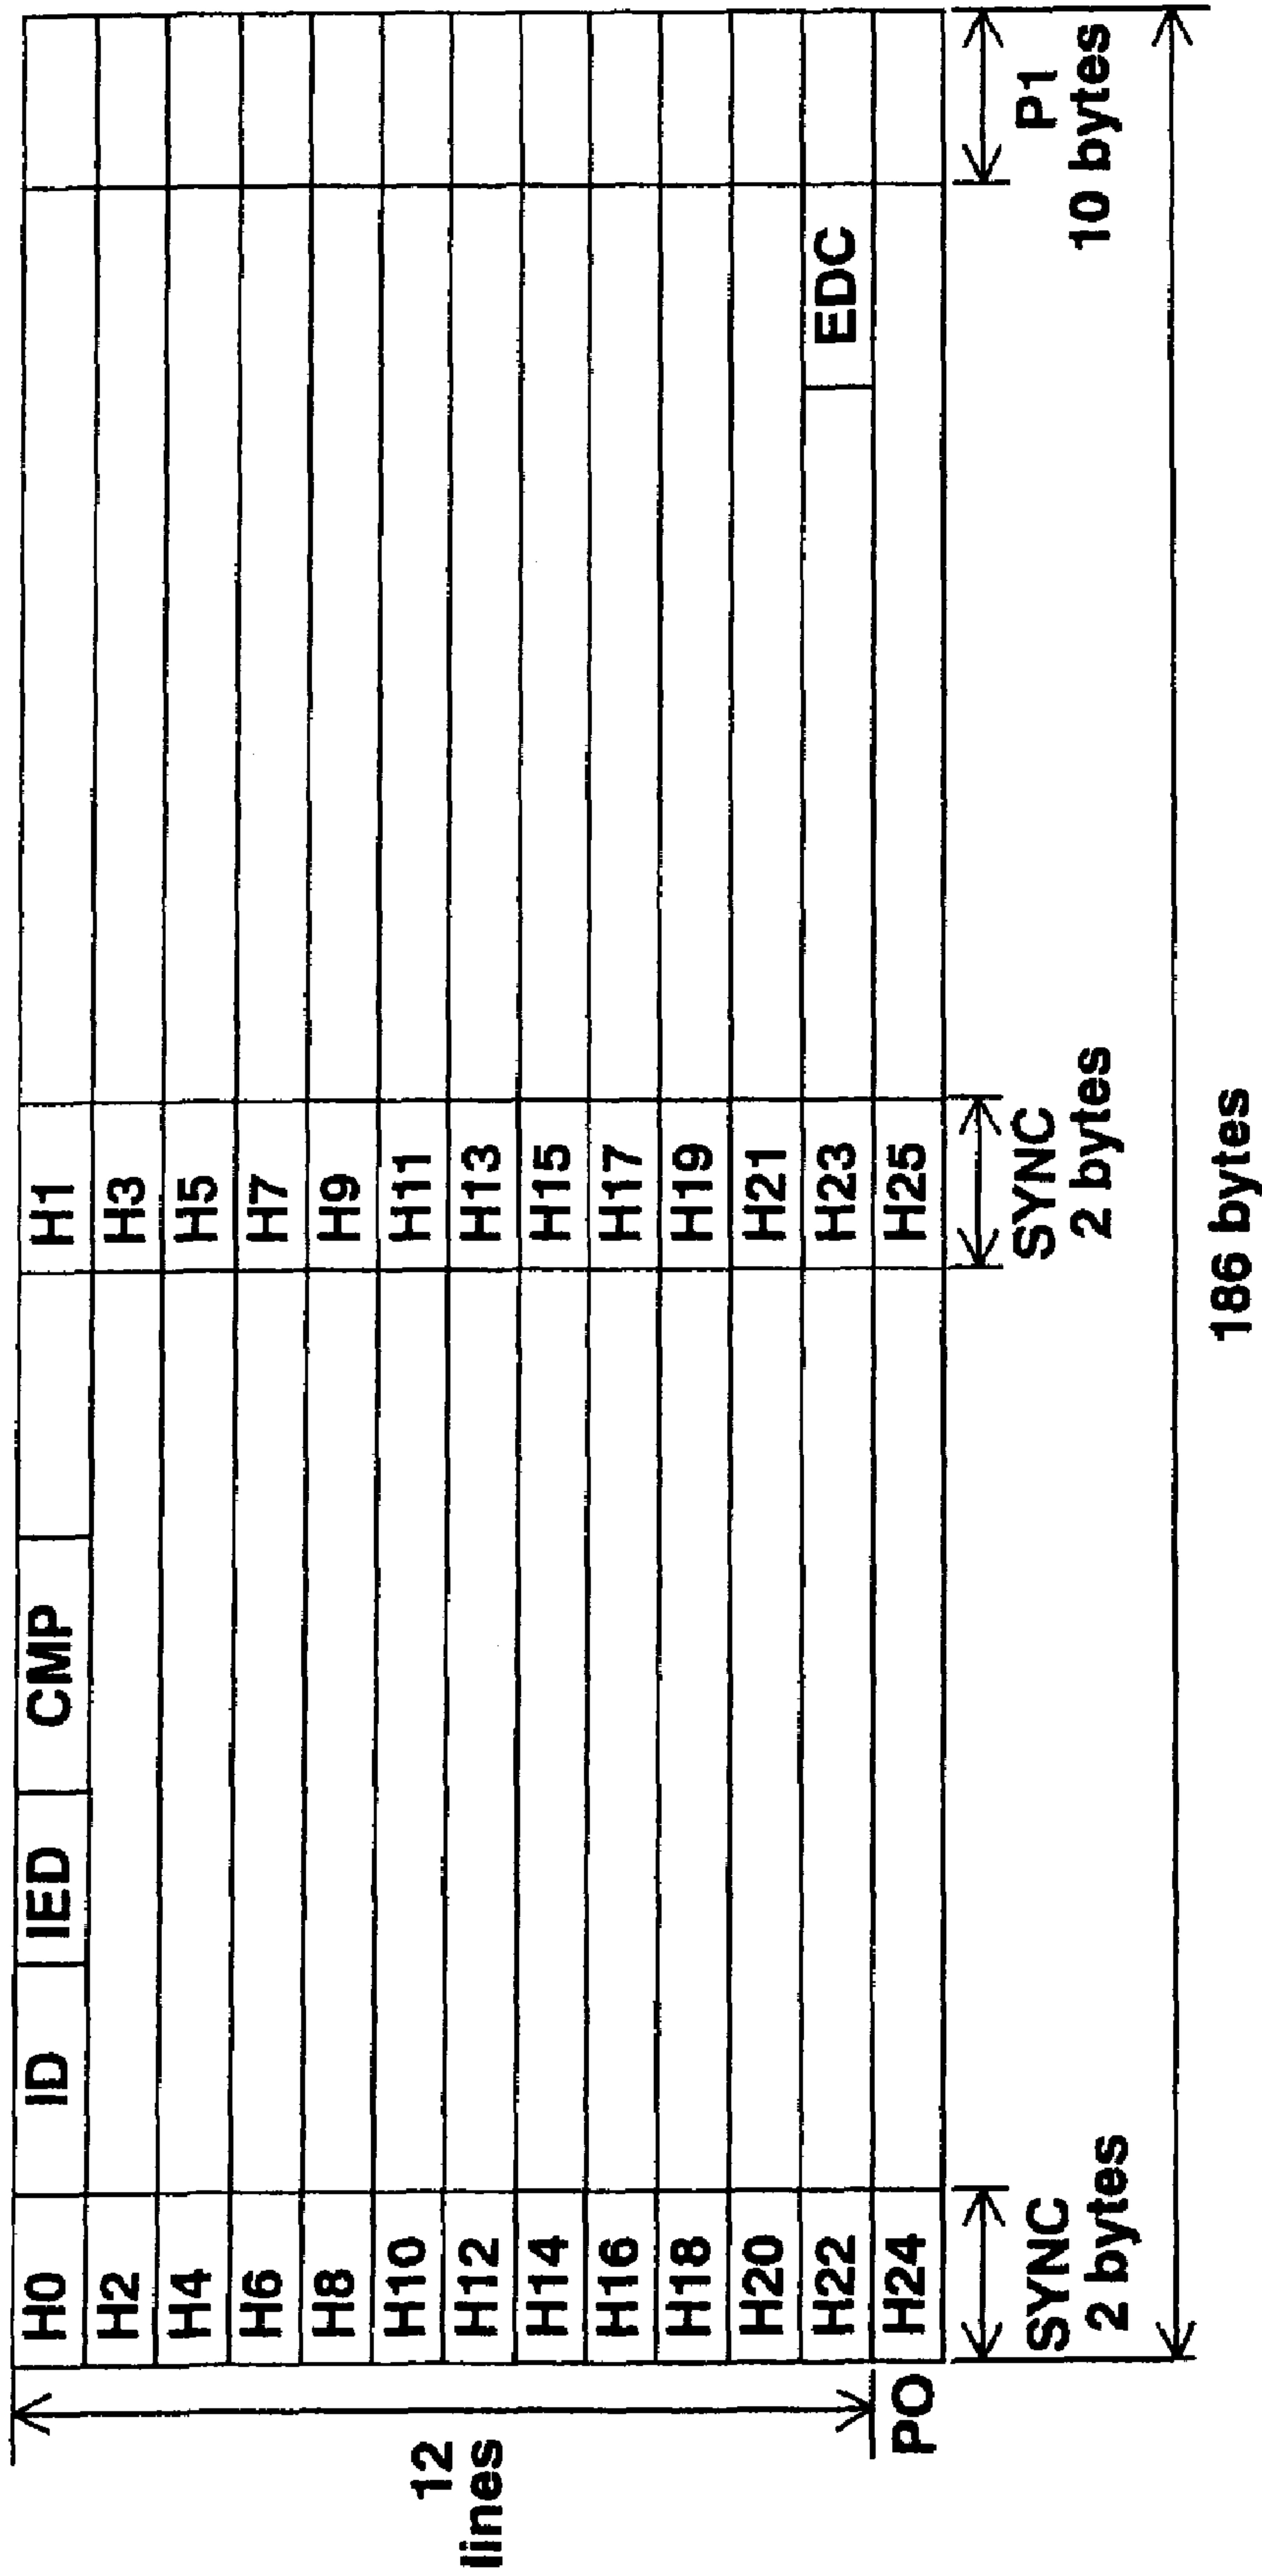 H0 ID IED CMP H1
H2 H3
H4 H5
H6 H7
H8 H9
H10 H11
H12 H13
H14 H15
H16 H17
H18 H19
H20 H21
H22 H23 EDC
H24 H25
12
lines
PO
SYNC
2 bytes
SYNC
2 bytes
P1
10 bytes
186 bytes